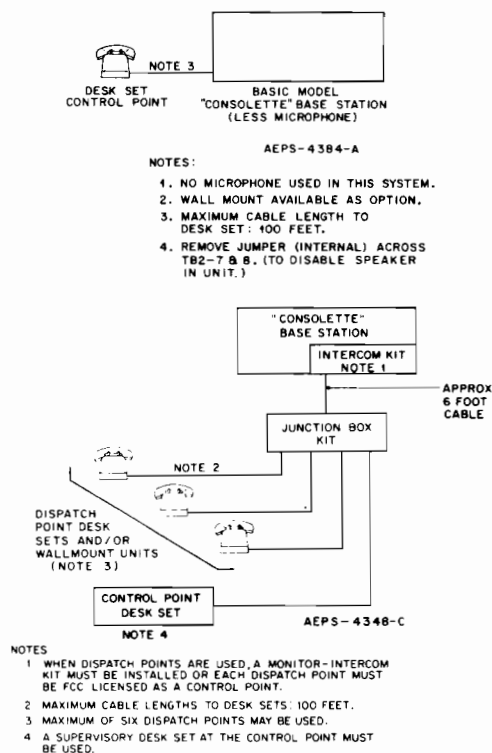 NOTE 3
DESK SET
CONTROL POINT
BASIC MODEL
"CONSOLETTE" BASE STATION
(LESS MICROPHONE)
AEPS-4384-A
NOTES:
1. NO MICROPHONE USED IN THIS SYSTEM.
2. WALL MOUNT AVAILABLE AS OPTION.
3. MAXIMUM CABLE LENGTH TO
DESK SET: 100 FEET.
4. REMOVE JUMPER (INTERNAL) ACROSS
TB2-7 & 8. (TO DISABLE SPEAKER
IN UNIT.)
"CONSOLETTE"
BASE STATION
INTERCOM KIT
NOTE 1
APPROX
6 FOOT
CABLE
JUNCTION BOX
KIT
NOTE 2
DISPATCH
POINT DESK
SETS AND/OR
WALLMOUNT UNITS
(NOTE 3)
CONTROL POINT
DESK SET
NOTE 4
AEPS-4348-C
NOTES
1 WHEN DISPATCH POINTS ARE USED, A MONITOR-INTERCOM
KIT MUST BE INSTALLED OR EACH DISPATCH POINT MUST
BE FCC LICENSED AS A CONTROL POINT.
2 MAXIMUM CABLE LENGTHS TO DESK SETS: 100 FEET.
3 MAXIMUM OF SIX DISPATCH POINTS MAY BE USED.
4 A SUPERVISORY DESK SET AT THE CONTROL POINT MUST
BE USED.